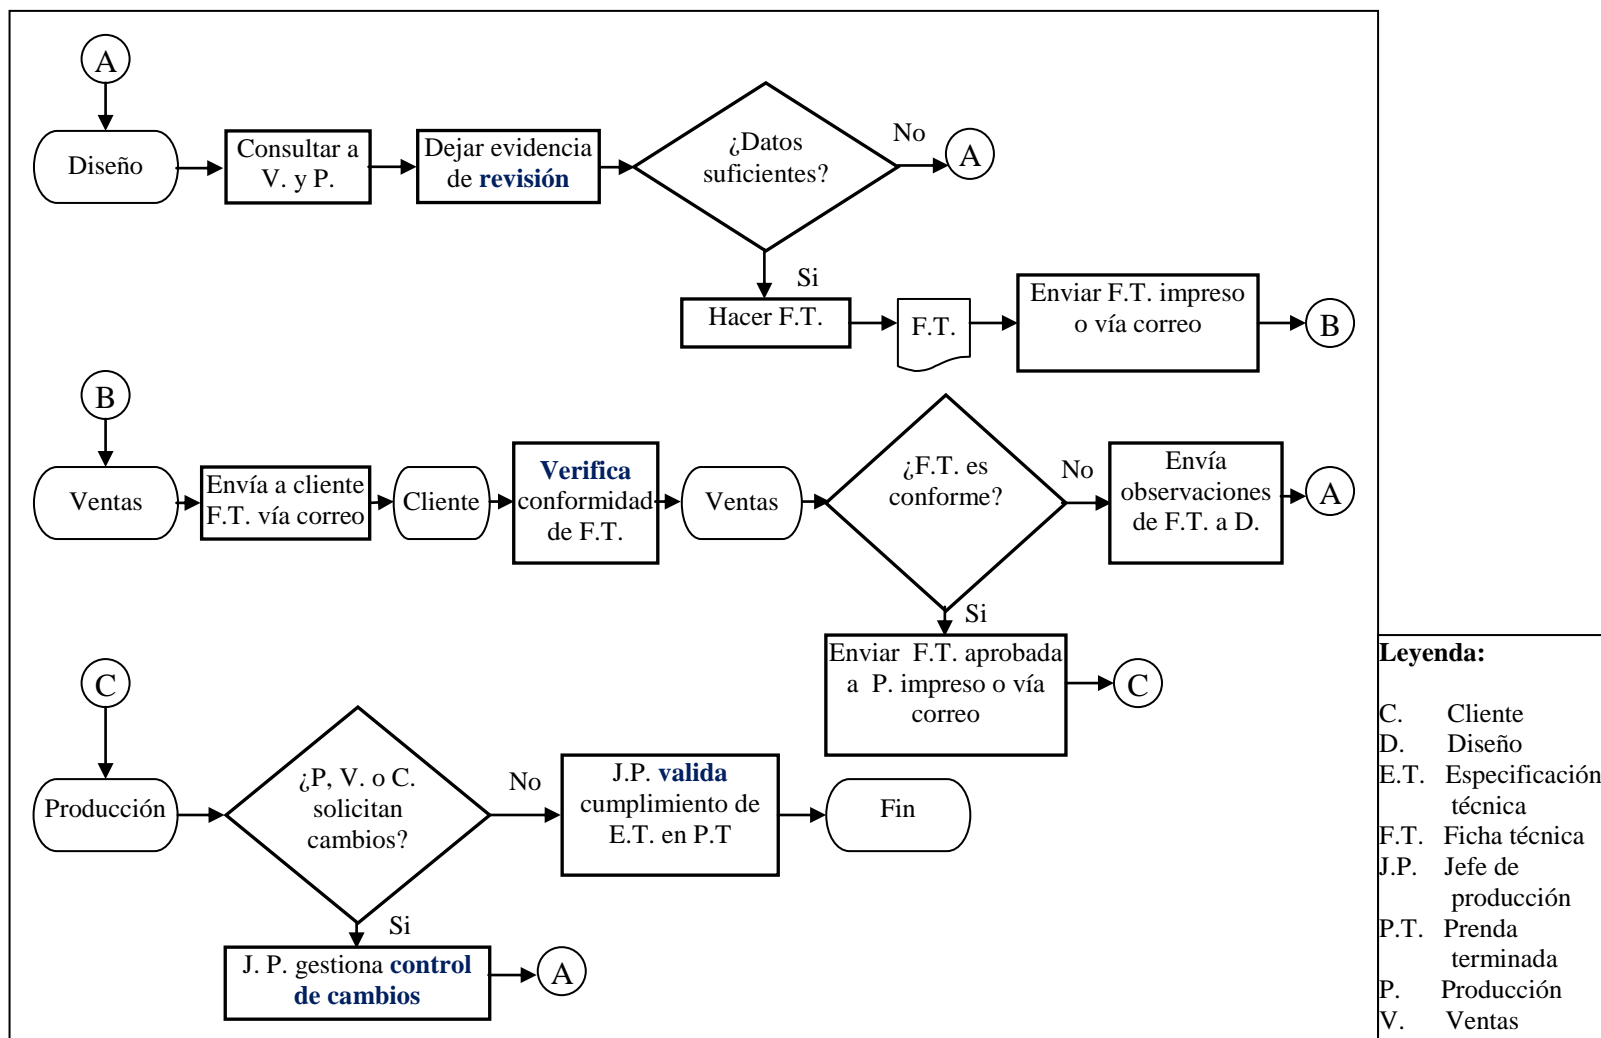 A
Diseño
Consultar a
V. y P.
Dejar evidencia
de revisión
¿Datos
suficientes?
No
A
Si
Hacer F.T.
F.T.
Enviar F.T. impreso
o vía correo
B
B
Ventas
Envía a cliente
F.T. vía correo
Cliente
Verifica
conformidad
de F.T.
Ventas
¿F.T. es
conforme?
No
Envía
observaciones
de F.T. a D.
A
Si
Enviar F.T. aprobada
a P. impreso o vía
correo
C
C
Producción
¿P, V. o C.
solicitan
cambios?
No
J.P. valida
cumplimiento de
E.T. en P.T
Fin
Si
J. P. gestiona control
de cambios
A
Leyenda:
C. Cliente
D. Diseño
E.T. Especificación
técnica
F.T. Ficha técnica
J.P. Jefe de
producción
P.T. Prenda
terminada
P. Producción
V. Ventas